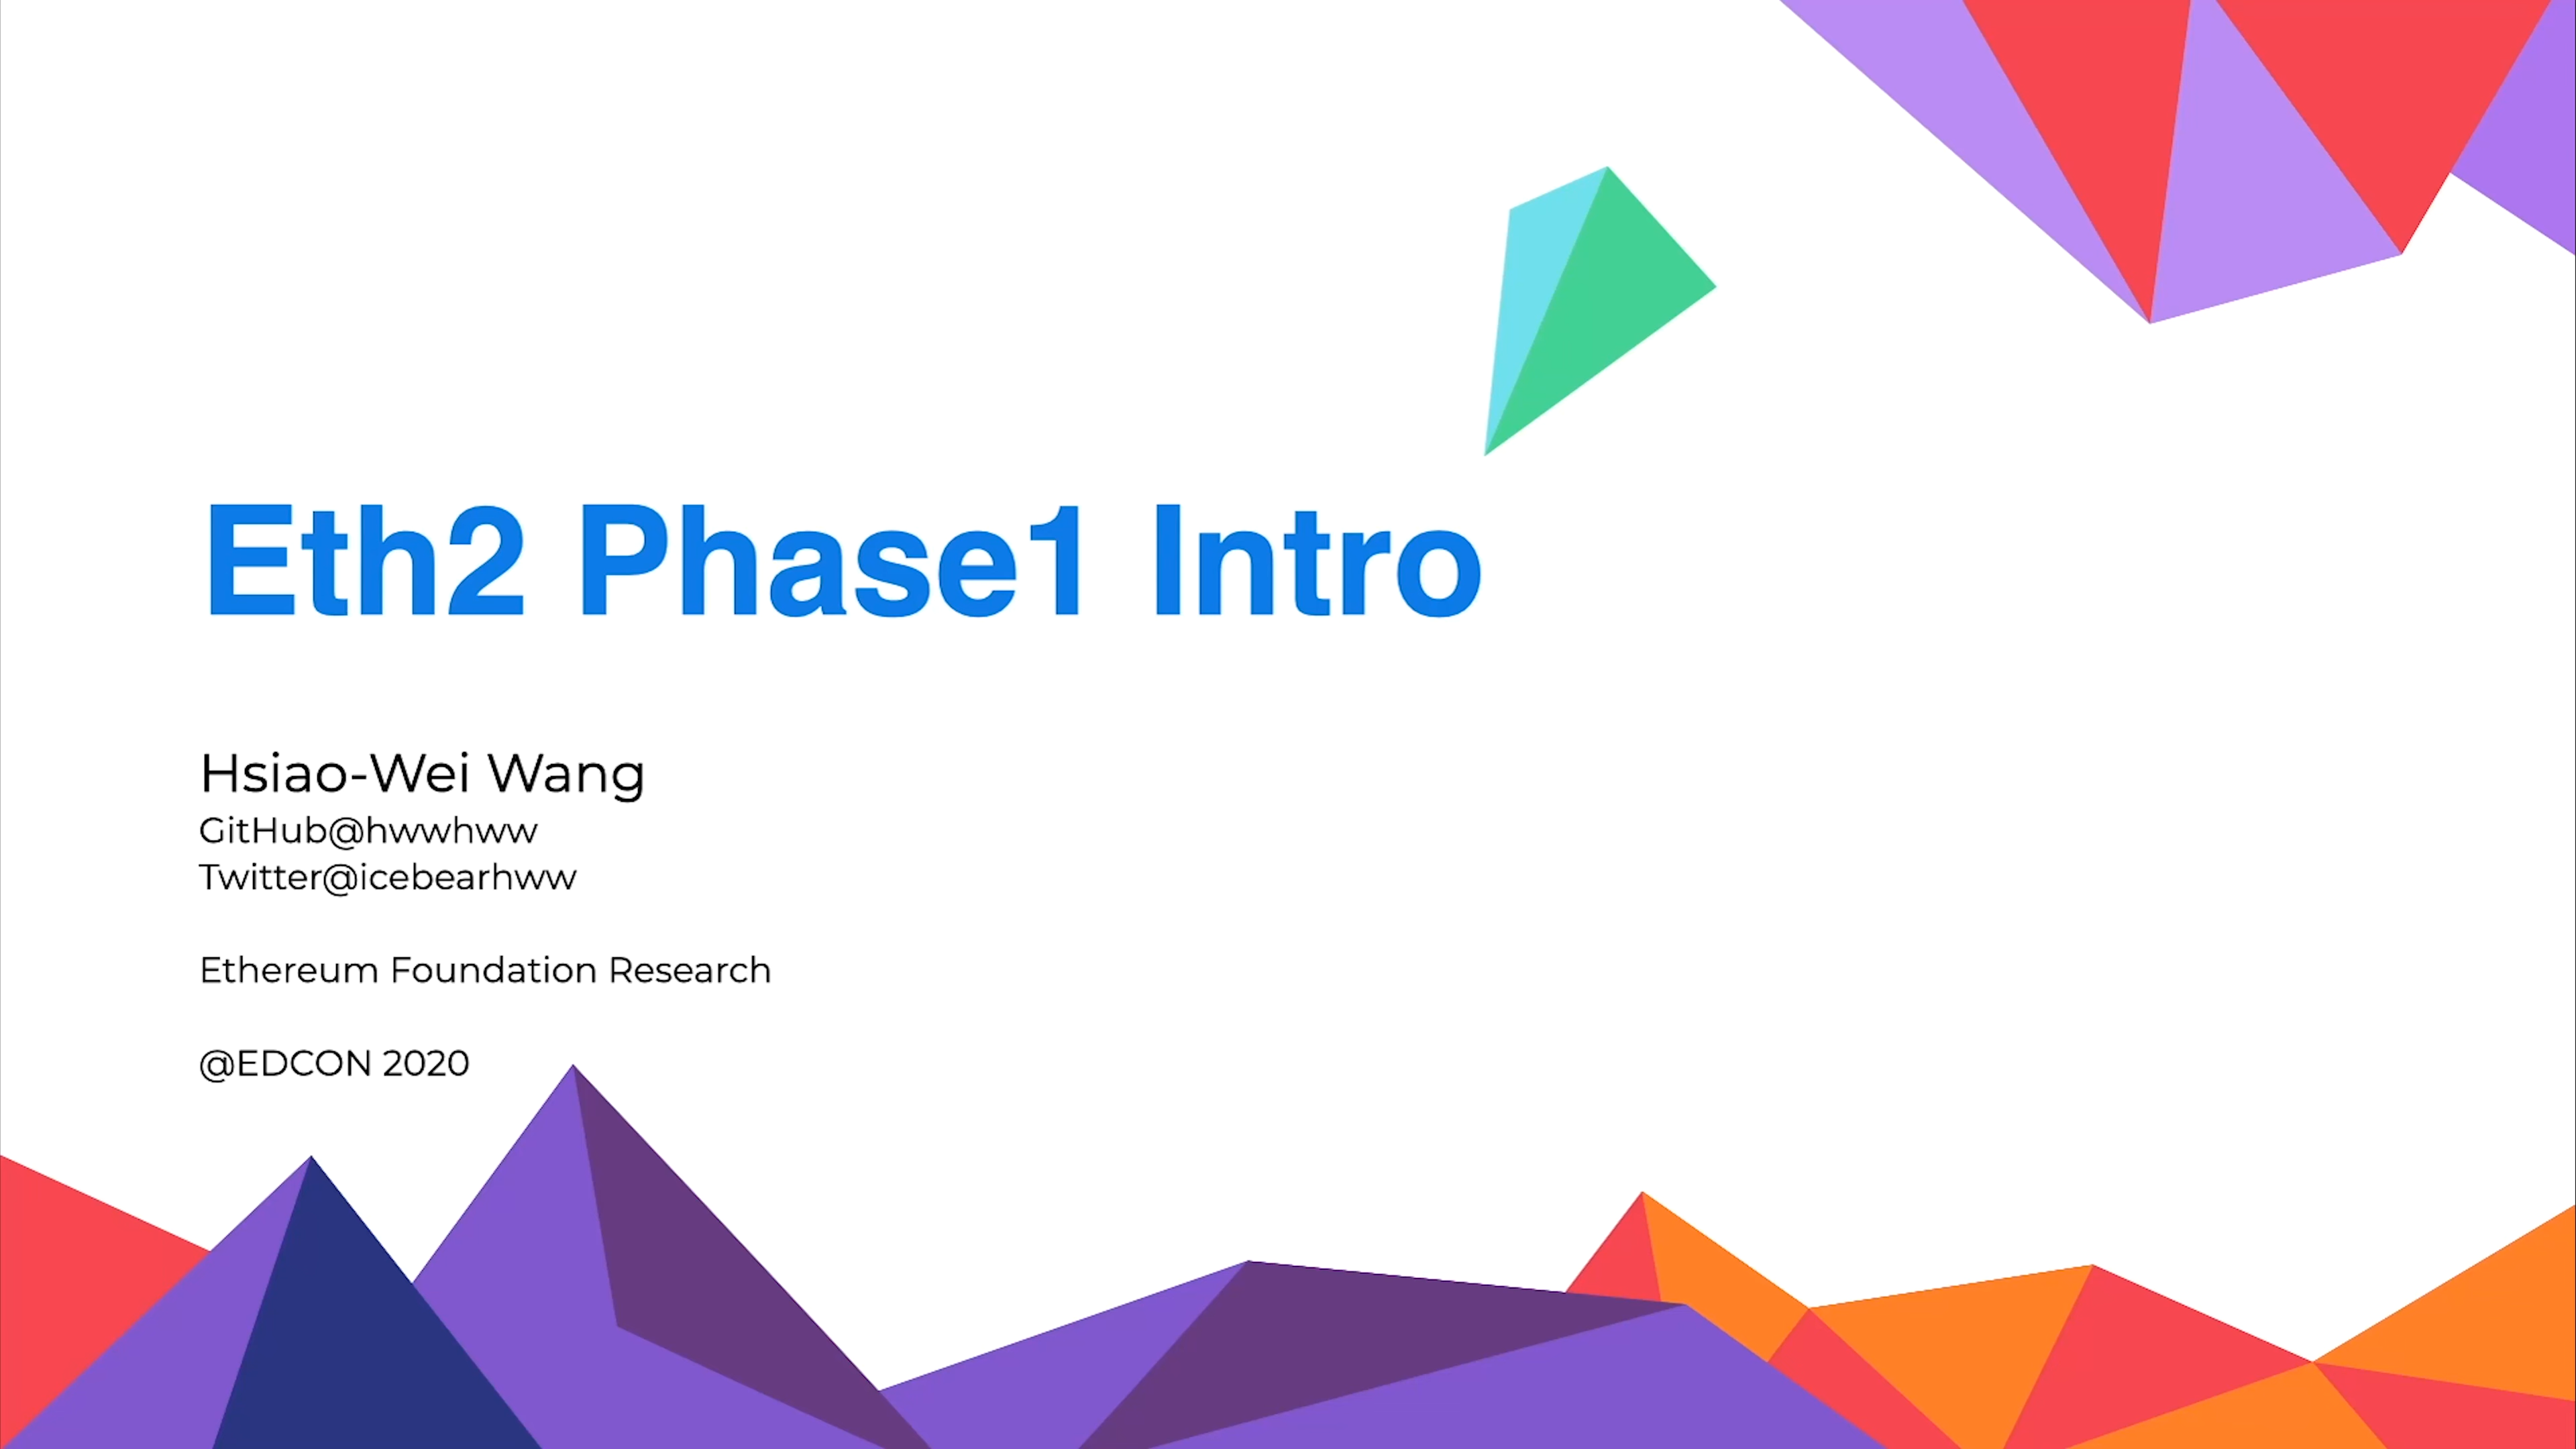 Eth2 Phase1 Intro
Hsiao-Wei Wang
GitHub@hwwhww
Twitter@icebearhww
Ethereum Foundation Research
@EDCON 2020